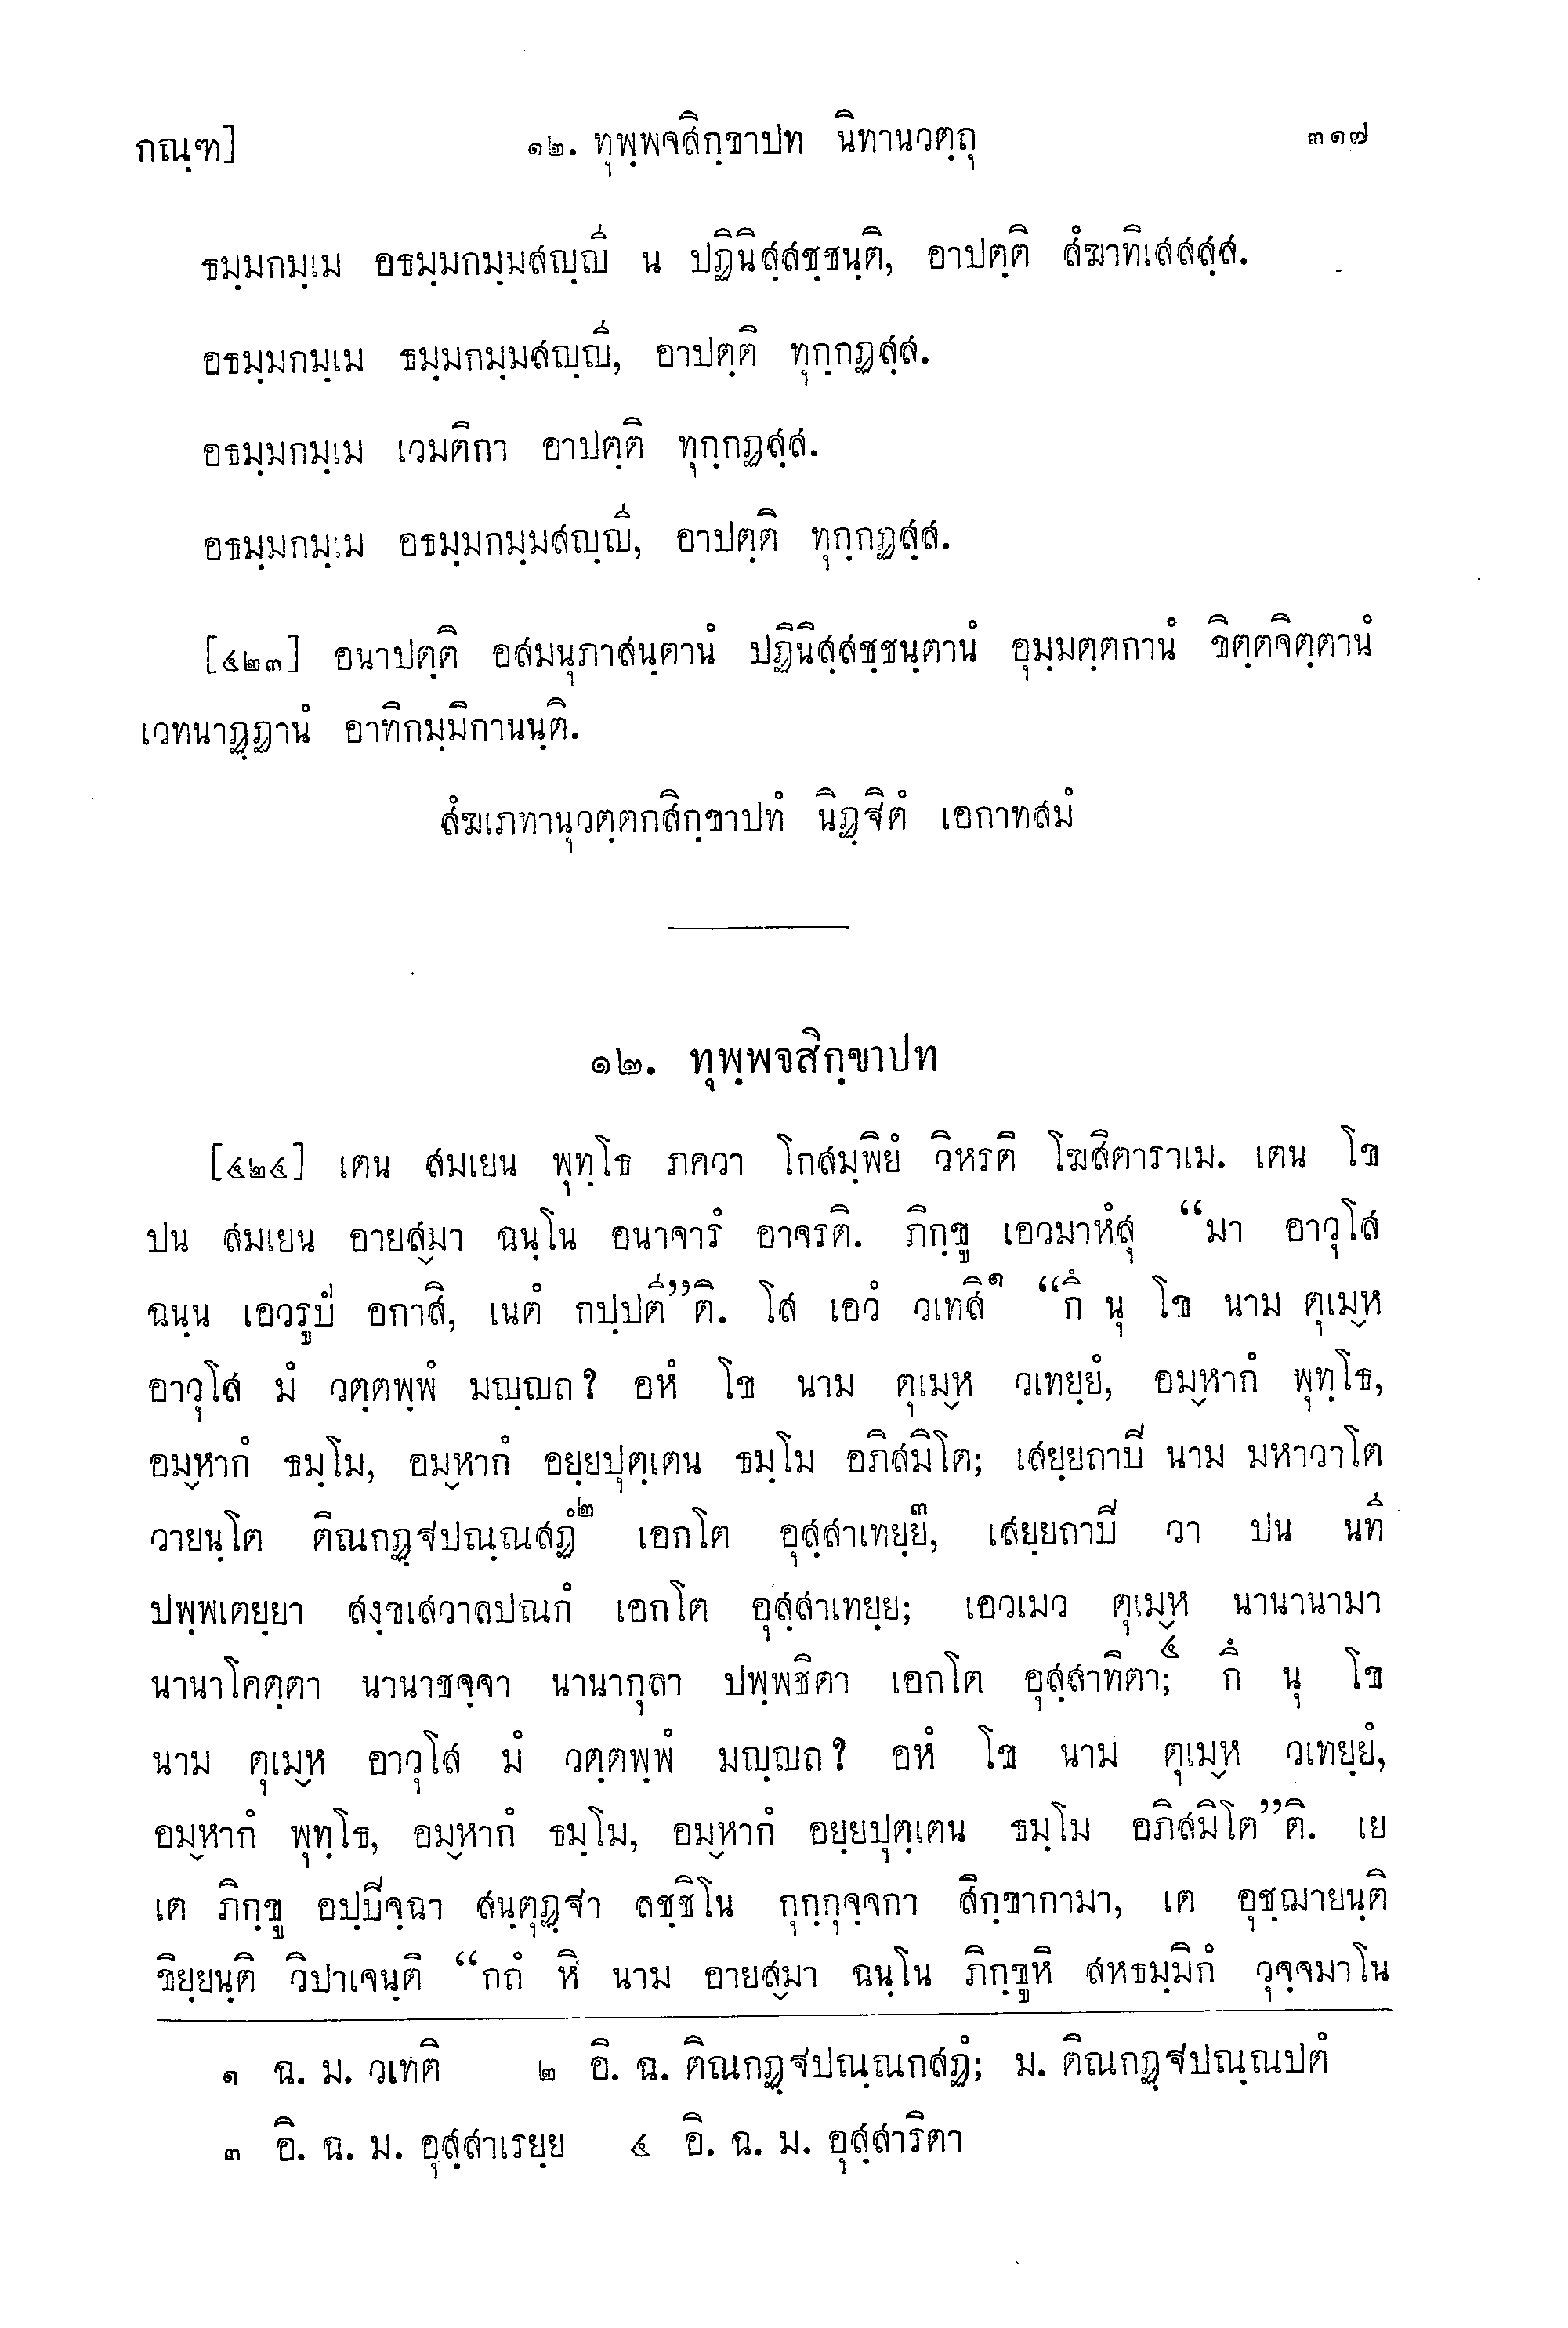 กณฺฑ] ๑๒. ทุพฺพจสิกฺขาปท นิทานวตฺถุ ๓๑๗
ธมฺมกมฺเม อธมฺมกมฺมสญฺญี น ปฏินิสฺสชฺชนฺติ, อาปตฺติ สํฆาทิเสสสฺส.
อธมฺมกมฺเม ธมฺมกมฺมสญฺญี, อาปตฺติ ทุกฺกฏสฺส.
อธมฺมกมฺเม เวมติกา อาปตฺติ ทุกฺกฏสฺส.
อธมฺมกมฺเม อธมฺมกมฺมสญฺญี, อาปตฺติ ทุกฺกฏสฺส.
[๔๒๓] อนาปตฺติ อสมนุภาสนฺตานํ ปฏินิสฺสชฺชนฺตานํ อุมฺมตฺตกานํ ขิตฺตจิตฺตานํ
เวทนาฏฺฏานํ อาทิกมฺมิกานนฺติ.
สํฆเภทานุวตฺตกสิกฺขาปทํ นิฏฺฐิตํ เอกาทสมํ
๑๒. ทุพฺพจสิกฺขาปท
[๔๒๔] เตน สมเยน พุทฺโธ ภควา โกสมฺพิยํ วิหรติ โฆสิตาราเม. เตน โข
ปน สมเยน อายสฺมา ฉนฺโน อนาจารํ อาจรติ. ภิกฺขู เอวมาหํสุ “มา อาวุโส
ฉนฺน เอวรูปํ อกาสิ, เนตํ กปฺปตี”ติ. โส เอวํ วเทสิ๑ “กึ นุ โข นาม ตุเมฺห
อาวุโส มํ วตฺตพฺพํ มญฺญถ? อหํ โข นาม ตุเมฺห วเทยฺยํ, อมฺหากํ พุทฺโธ,
อมฺหากํ ธมฺโม, อมฺหากํ อยฺยปุตฺเตน ธมฺโม อภิสมิโต; เสยฺยถาปิ นาม มหาวาโต
วายนฺโต ติณกฏฺฐปณฺณสฏํ๒ เอกโต อุสฺสาเทยฺย๓, เสยฺยถาปิ วา ปน นที
ปพฺพเตยฺยา สงฺขเสวาลปณกํ เอกโต อุสฺสาเทยฺย; เอวเมว ตุเมฺห นานานามา
นานาโคตฺตา นานาชจฺจา นานากุลา ปพฺพชิตา เอกโต อุสฺสาทิตา;๔ กึ นุ โข
นาม ตุเมฺห อาวุโส มํ วตฺตพฺพํ มญฺญถ? อหํ โข นาม ตุเมฺห วเทยฺยํ,
อมฺหากํ พุทฺโธ, อมฺหากํ ธมฺโม, อมฺหากํ อยฺยปุตฺเตน ธมฺโม อภิสมิโต”ติ. เย
เต ภิกฺขู อปฺปิจฺฉา สนฺตุฏฺฐา ลชฺชิโน กุกฺกุจฺจกา สิกฺขากามา, เต อุชฺฌายนฺติ
ขิยฺยนฺติ วิปาเจนฺติ “กถํ หิ นาม อายสฺมา ฉนฺโน ภิกฺขูหิ สหธมฺมิกํ วุจฺจมาโน
๑ ฉ. ม. วเทติ ๒ อิ. ฉ. ติณกฏฺฐปณฺณกสฏํ; ม. ติณกฏฺฐปณฺณปตํ
๓ อิ. ฉ. ม. อุสฺสาเรยฺย ๔ อิ. ฉ. ม. อุสฺสาริตา